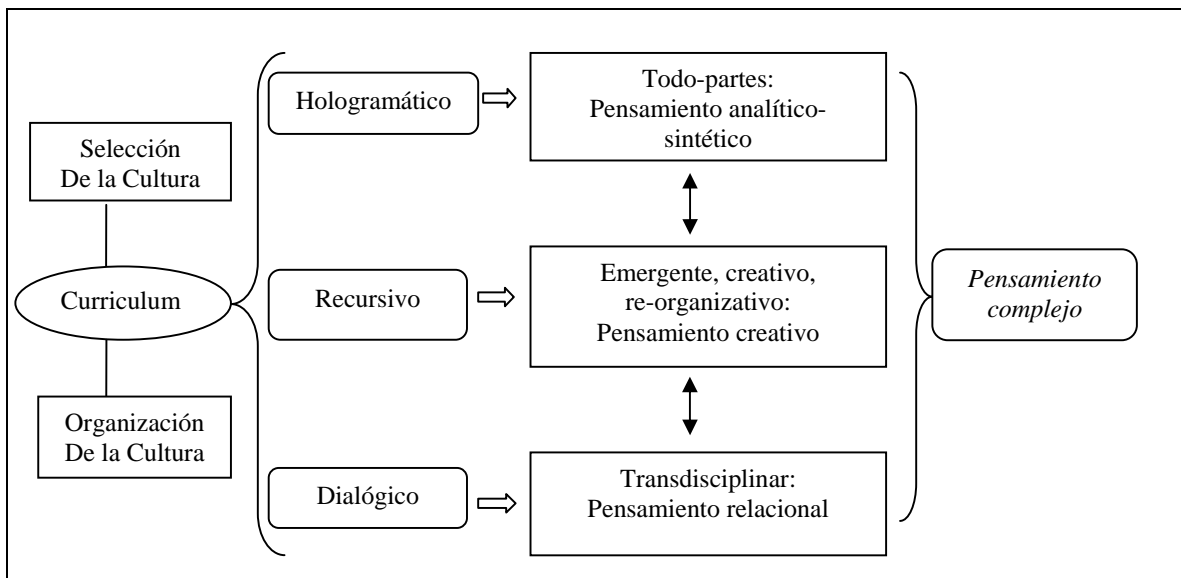 Selección
De la Cultura
Curriculum
Organización
De la Cultura
Hologramático
Todo-partes:
Pensamiento analítico-
sintético
Recursivo
Emergente, creativo,
re-organizativo:
Pensamiento creativo
Dialógico
Transdisciplinar:
Pensamiento relacional
Pensamiento
complejo